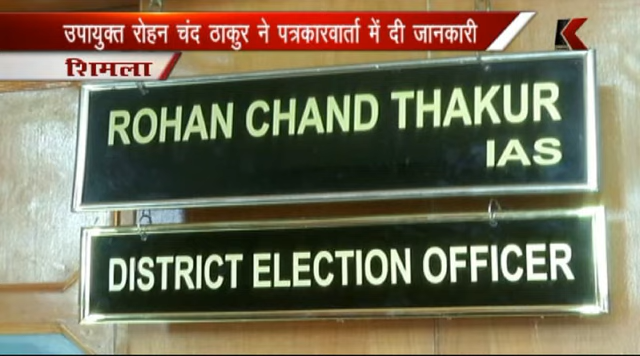 उपायुक्त रोहन चंद ठाकुर ने पत्रकारवार्ता में दी जानकारी
शिमला
K
ROHAN CHAND THAKUR
IAS
DISTRICT ELECTION OFFICER